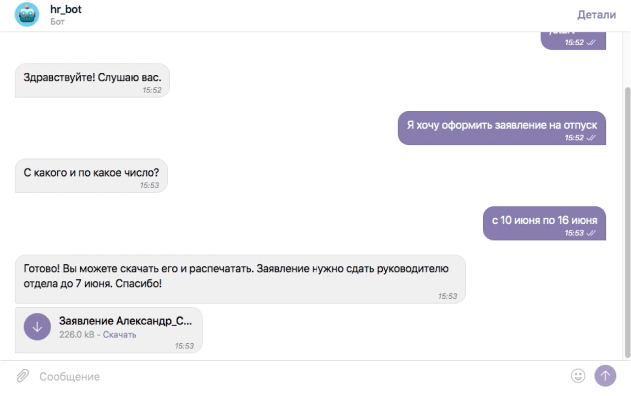 hr_bot
Бот
Детали
15:52
Здравствуйте! Слушаю вас.
15:52
Я хочу оформить заявление на отпуск
15:52
С какого и по какое число?
15:53
с 10 июня по 16 июня
15:53
Готово! Вы можете скачать его и распечатать. Заявление нужно сдать руководителю
отдела до 7 июня. Спасибо!
15:53
Заявление Александр_С...
226.0 kB - Скачать
15:53
Сообщение